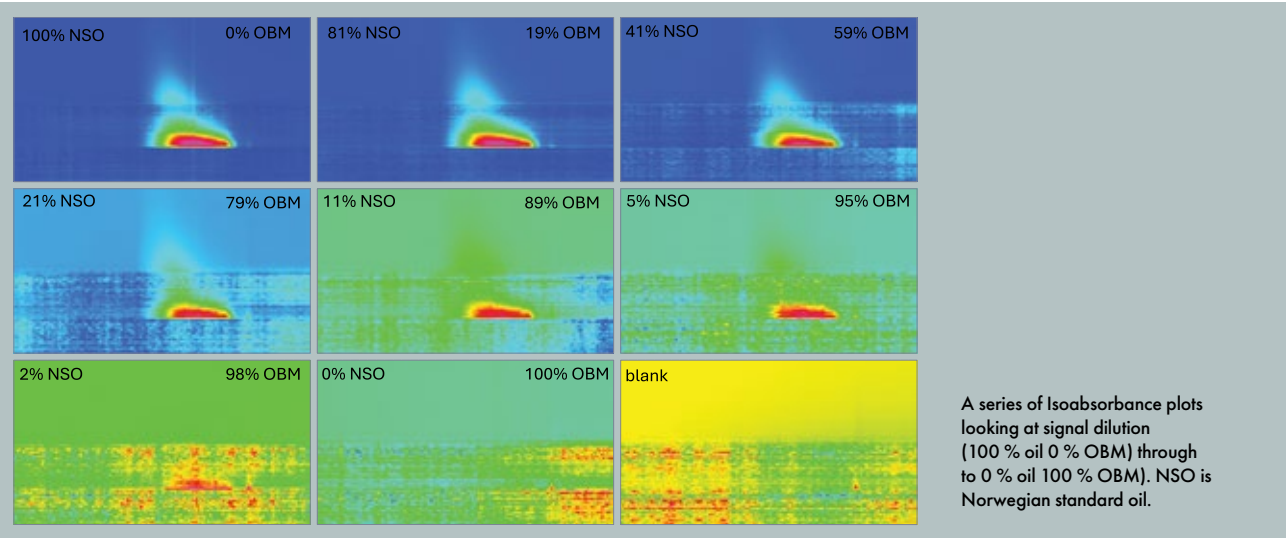 100% NSO 0% OBM
81% NSO 19% OBM
41% NSO 59% OBM
21% NSO 79% OBM
11% NSO 89% OBM
5% NSO 95% OBM
2% NSO 98% OBM
0% NSO 100% OBM
blank
A series of Isoabsorbance plots
looking at signal dilution
(100 % oil 0 % OBM) through
to 0 % oil 100 % OBM). NSO is
Norwegian standard oil.